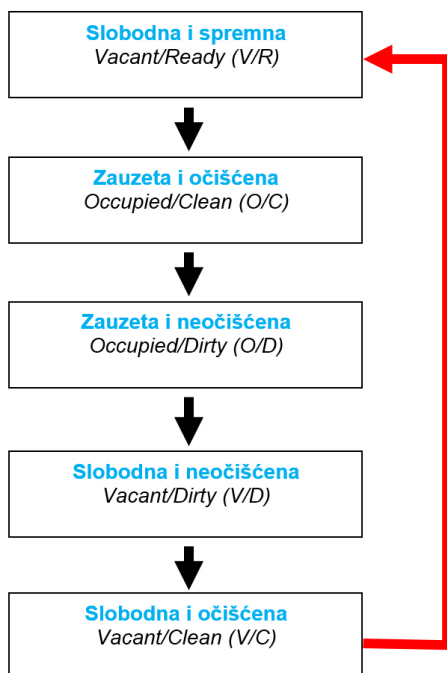 Slobodna i spremna
Vacant/Ready (V/R)
Zauzeta i očišćena
Occupied/Clean (O/C)
Zauzeta i neočišćena
Occupied/Dirty (O/D)
Slobodna i neočišćena
Vacant/Dirty (V/D)
Slobodna i očišćena
Vacant/Clean (V/C)